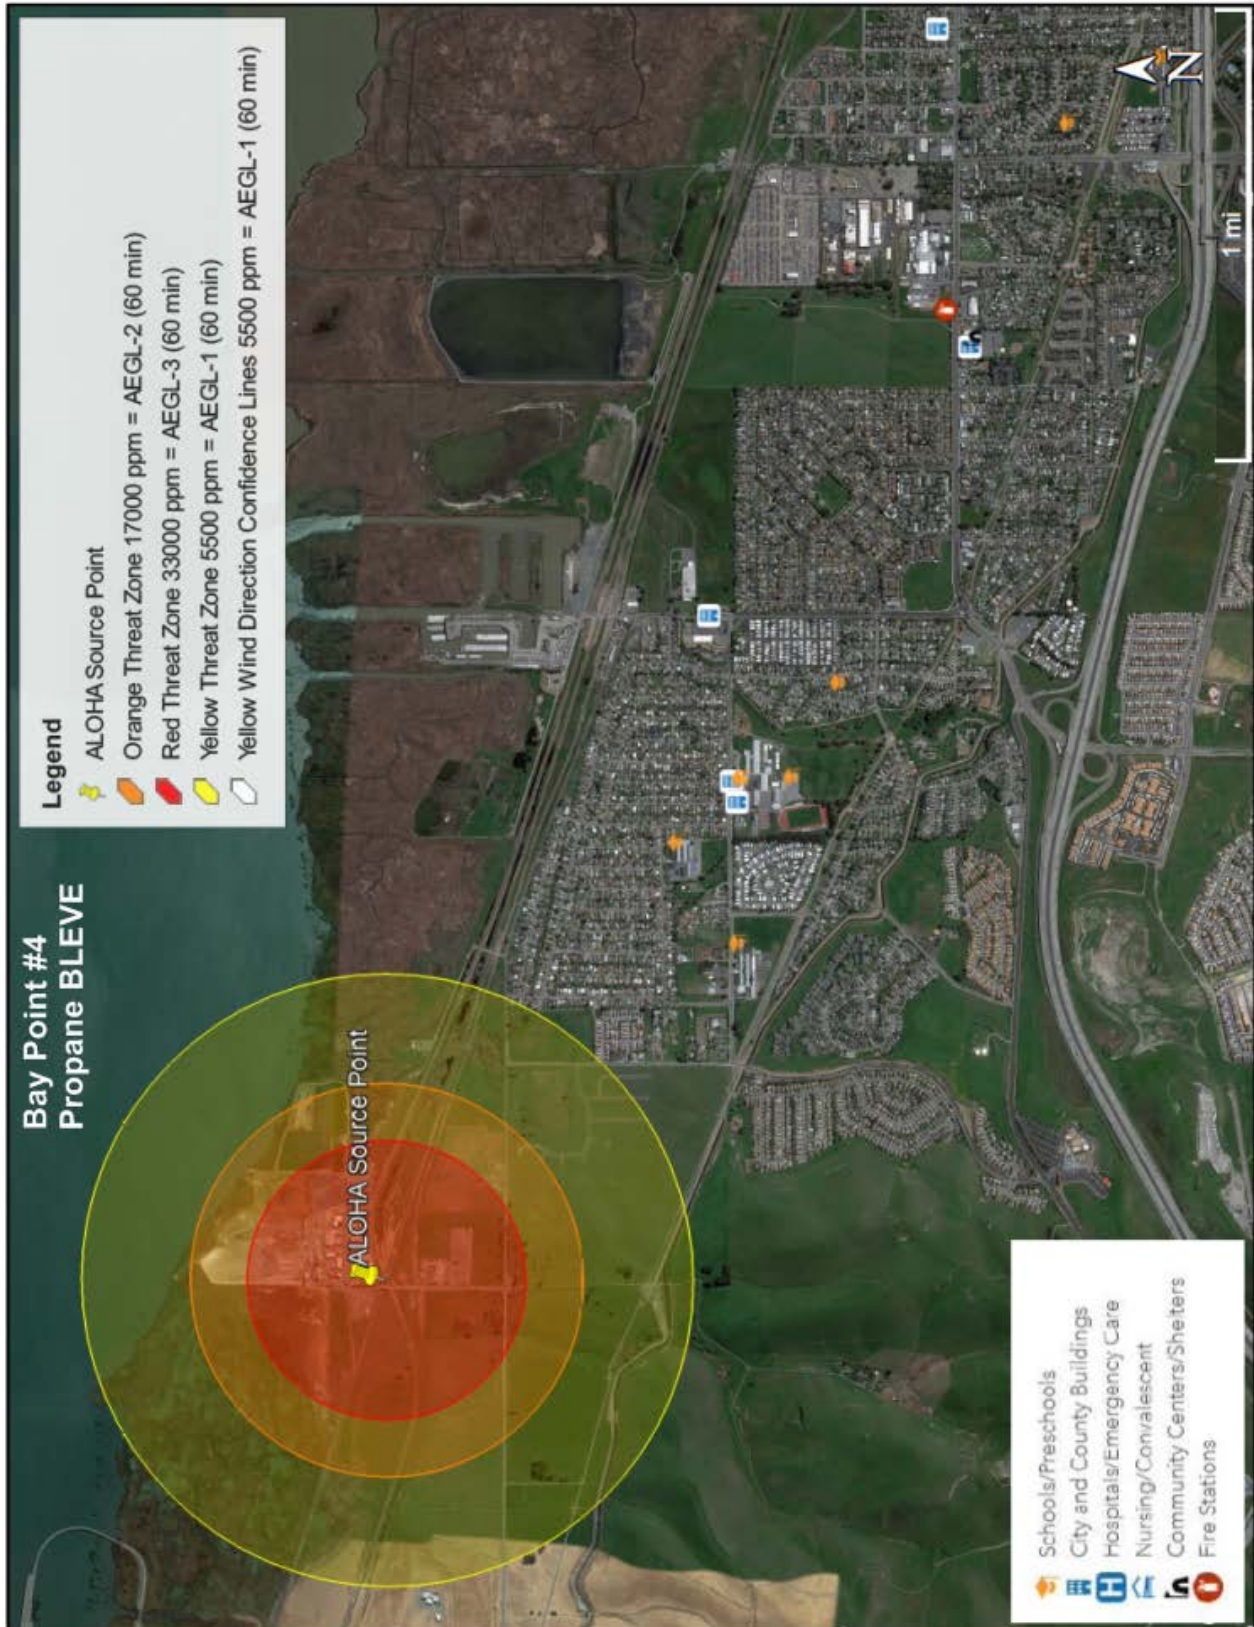 Bay Point #4
Propane BLEVE
Legend
ALOHA Source Point
Orange Threat Zone 17000 ppm = AEGL-2 (60 min)
Red Threat Zone 33000 ppm = AEGL-3 (60 min)
Yellow Threat Zone 5500 ppm = AEGL-1 (60 min)
Yellow Wind Direction Confidence Lines 5500 ppm = AEGL-1 (60 min)
ALOHA Source Point
N
1 mi
Schools/Preschools
City and County Buildings
H
Hospitals/Emergency Care
Nursing/Convalescent
Community Centers/Shelters
Fire Stations